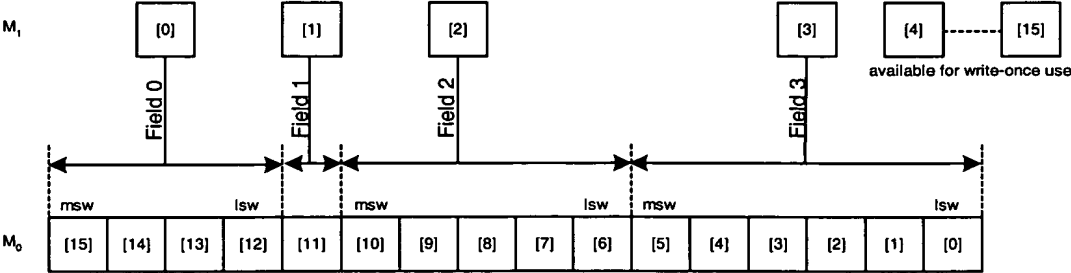 M₁ [0] [1] [2] [3] [4] [15]
available for write-once use
Field 0 Field 1 Field 2 Field 3
msw lsw msw lsw msw lsw
M₀ [15] [14] [13] [12] [11] [10] [9] [8] [7] [6] [5] [4] [3] [2] [1] [0]